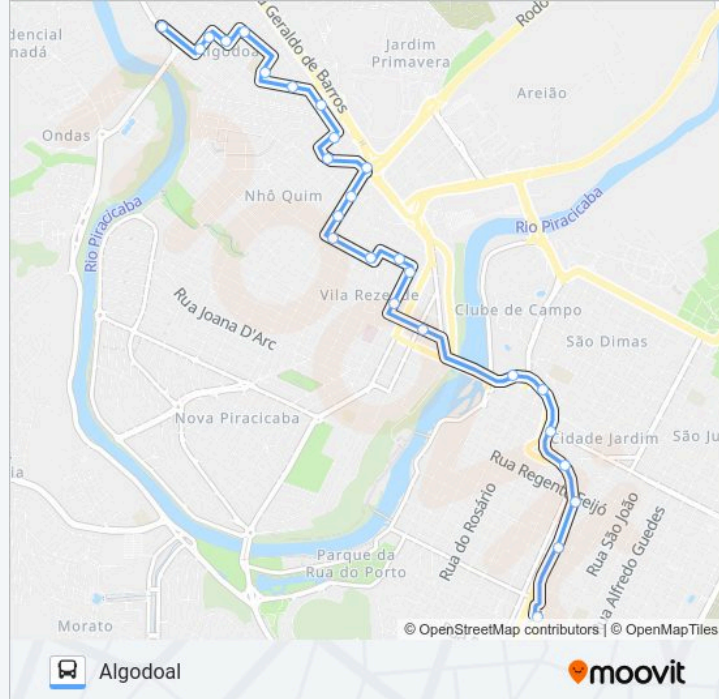 dencial
nadá
Algodoal
a Geraldo de Barros
Jardim
Primavera
Rodo
Areião
Ondas
Nhô Quim
Rio Piracicaba
Rio Piracicaba
Vila Rezende
Rua Joana D'Arc
Clube de Campo
São Dimas
Nova Piracicaba
Cidade Jardim
São Ju
Rua Regente Feijó
Rua do Rosário
Rua São João
ua Alfredo Guedes
ia
Parque da
Rua do Porto
Morato
© OpenStreetMap contributors | © OpenMapTiles
Algodoal
moovit